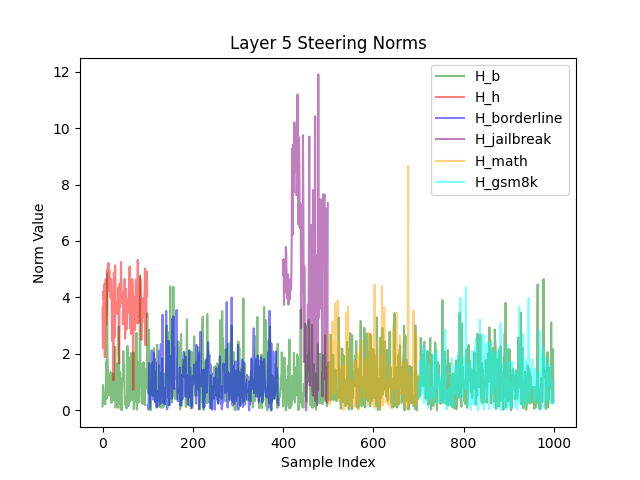 Layer 5 Steering Norms
H_b
H_h
H_borderline
H_jailbreak
H_math
H_gsm8k
Norm Value
12
10
8
6
4
2
0
0 200 400 600 800 1000
Sample Index